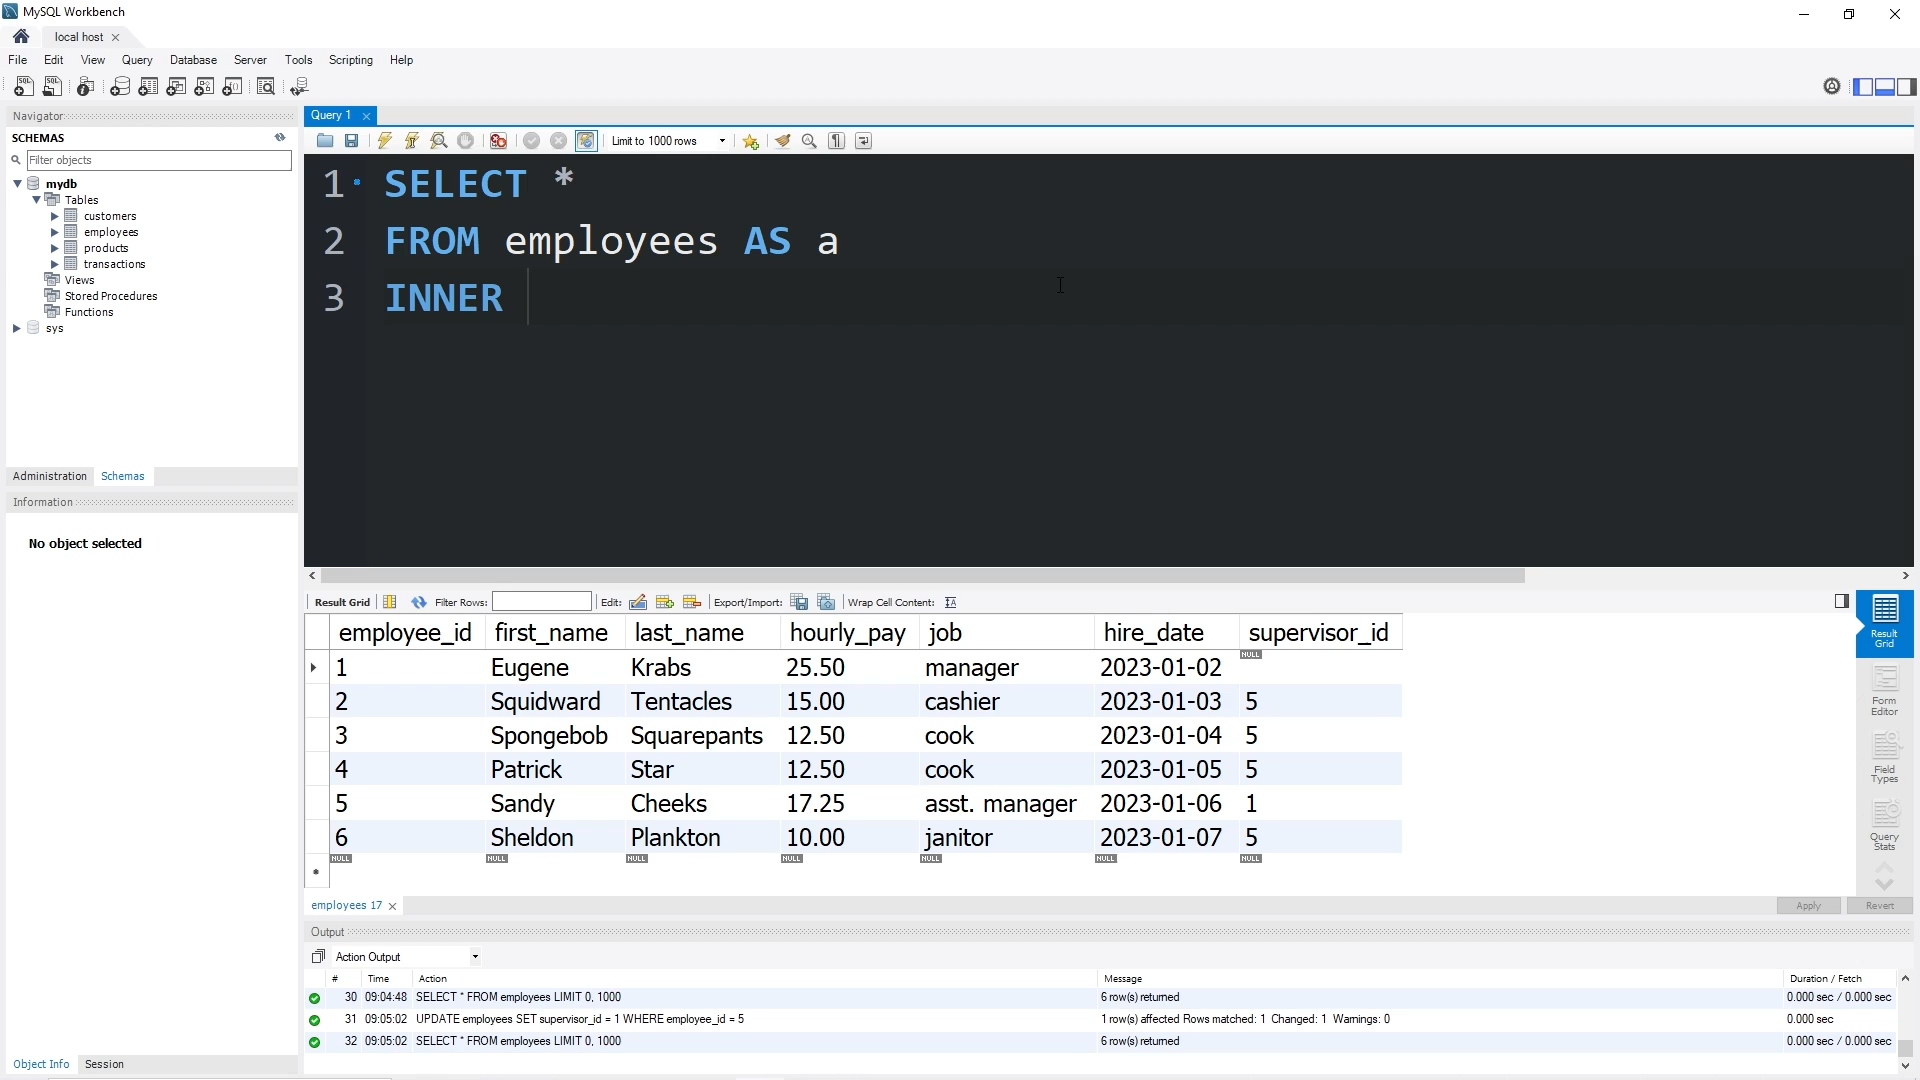 MySQL Workbench
local host
File Edit View Query Database Server Tools Scripting Help
Navigator
SCHEMAS
Filter objects
mydb
Tables
customers
employees
products
transactions
Views
Stored Procedures
Functions
sys
Administration Schemas
Information
No object selected
Object Info Session
Query 1
Limit to 1000 rows
1 SELECT *
2 FROM employees AS a
3 INNER
Result Grid Filter Rows: Edit: Export/Import: Wrap Cell Content:
employee_id first_name last_name hourly_pay job hire_date supervisor_id
1 Eugene Krabs 25.50 manager 2023-01-02 NULL
2 Squidward Tentacles 15.00 cashier 2023-01-03 5
3 Spongebob Squarepants 12.50 cook 2023-01-04 5
4 Patrick Star 12.50 cook 2023-01-05 5
5 Sandy Cheeks 17.25 asst. manager 2023-01-06 1
6 Sheldon Plankton 10.00 janitor 2023-01-07 5
NULL NULL NULL NULL NULL NULL NULL
Result
Grid
Form
Editor
Field
Types
Query
Stats
employees 17
Apply Revert
Output
Action Output
# Time Action Message Duration / Fetch
30 09:04:48 SELECT * FROM employees LIMIT 0, 1000 6 row(s) returned 0.000 sec / 0.000 sec
31 09:05:02 UPDATE employees SET supervisor_id = 1 WHERE employee_id = 5 1 row(s) affected Rows matched: 1 Changed: 1 Warnings: 0 0.000 sec
32 09:05:02 SELECT * FROM employees LIMIT 0, 1000 6 row(s) returned 0.000 sec / 0.000 sec